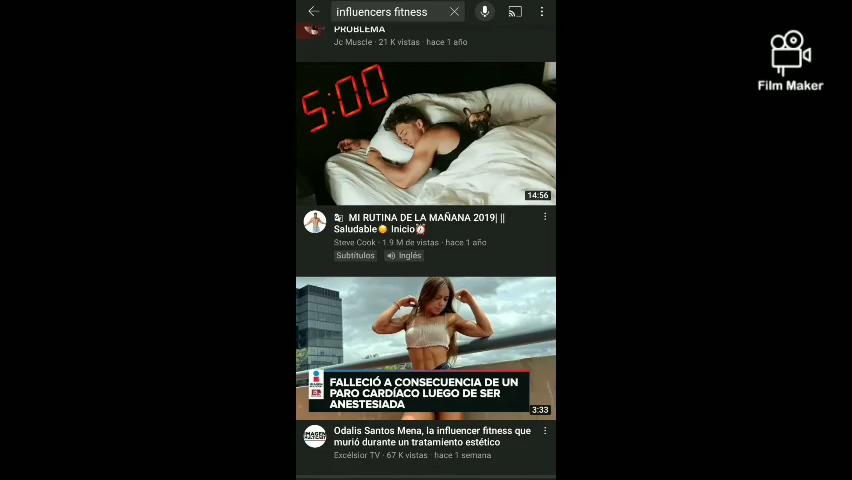 influencers fitness
PROBLEMA
Jc Muscle · 21 K vistas · hace 1 año
5:00
14:56
MI RUTINA DE LA MAÑANA 2019| ||
Saludable🌞 Inicio⏰
Steve Cook · 1.9 M de vistas · hace 1 año
Subtítulos Inglés
FALLECIÓ A CONSECUENCIA DE UN
PARO CARDÍACO LUEGO DE SER
ANESTESIADA
3:33
Odalis Santos Mena, la influencer fitness que
murió durante un tratamiento estético
Excélsior TV · 67 K vistas · hace 1 semana
Film Maker